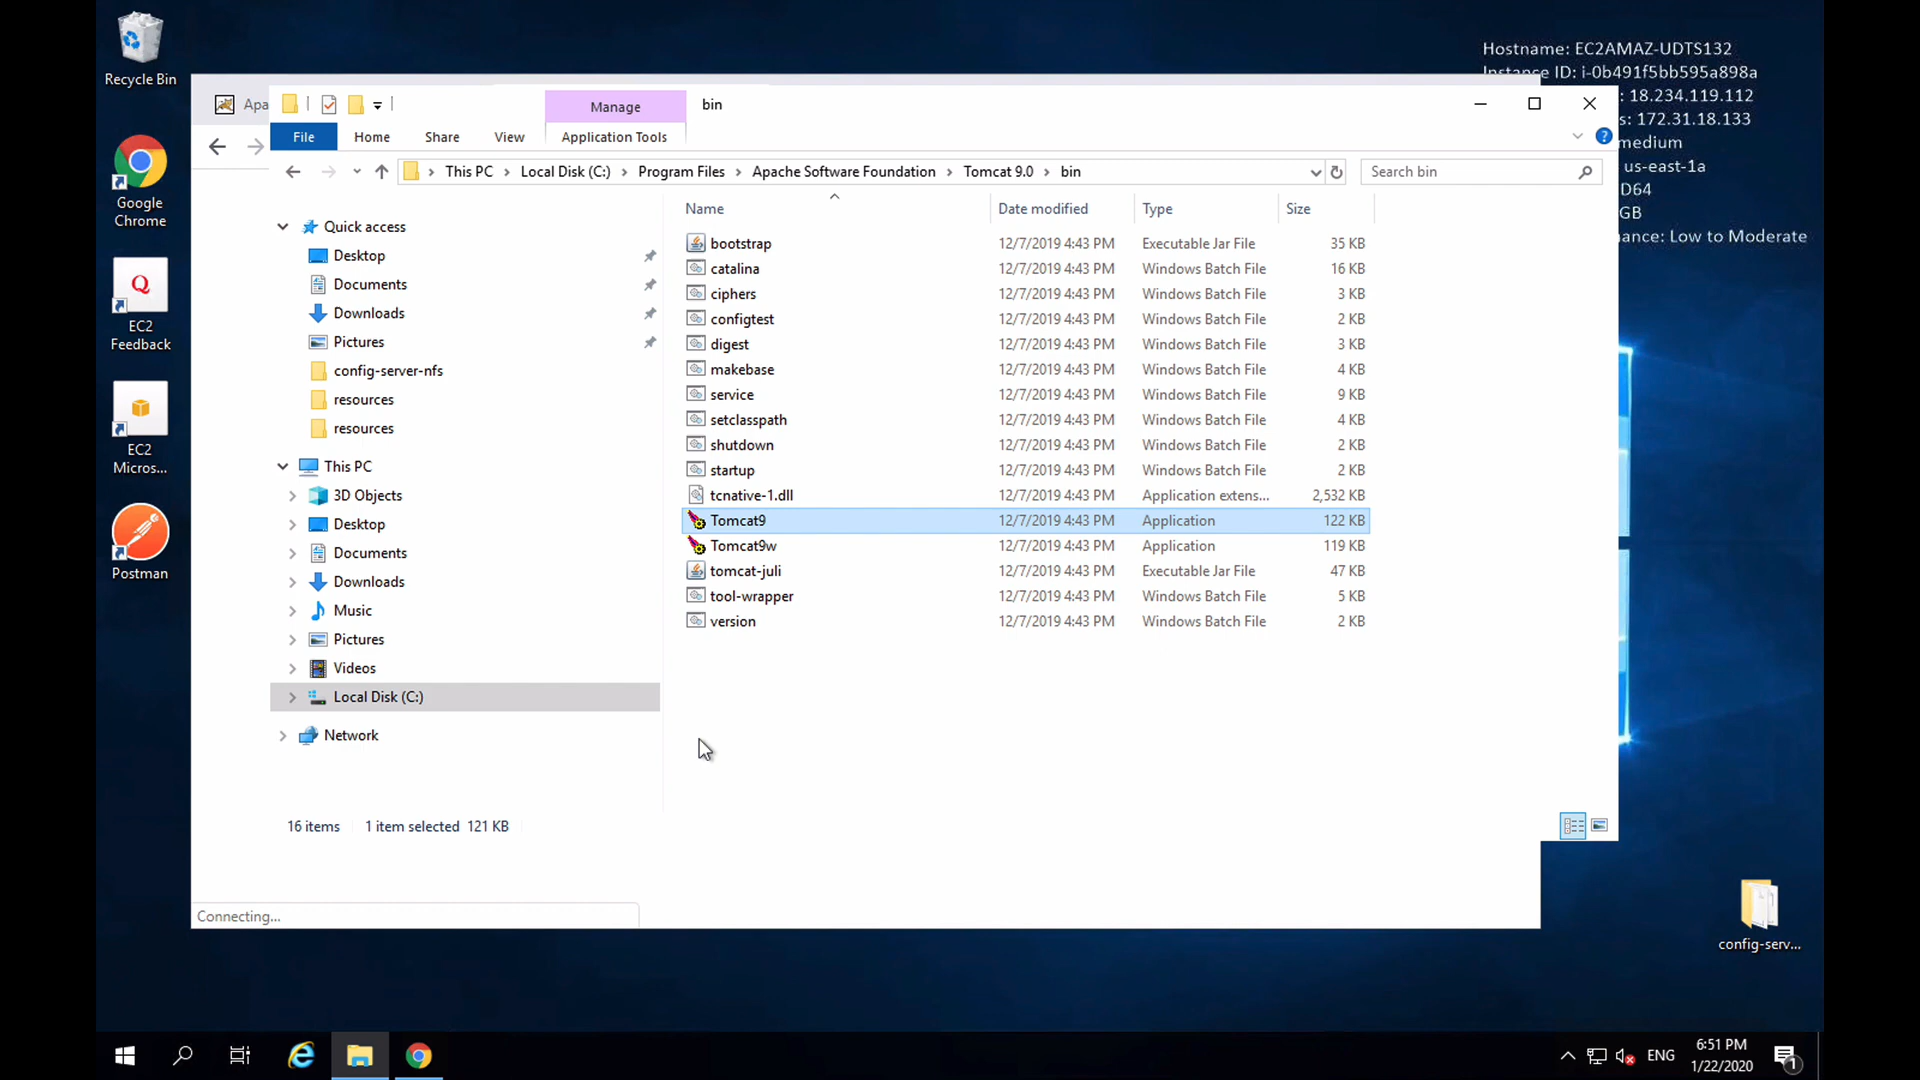 Recycle Bin
Google
Chrome
EC2
Feedback
EC2
Micros...
Postman
Hostname: EC2AMAZ-UDTS132
Instance ID: i-0b491f5bb595a898a
: 18.234.119.112
s: 172.31.18.133
medium
us-east-1a
D64
GB
ance: Low to Moderate
Apa
Manage
bin
File
Home
Share
View
Application Tools
This PC
Local Disk (C:)
Program Files
Apache Software Foundation
Tomcat 9.0
bin
Search bin
Quick access
Desktop
Documents
Downloads
Pictures
config-server-nfs
resources
resources
This PC
3D Objects
Desktop
Documents
Downloads
Music
Pictures
Videos
Local Disk (C:)
Network
Name Date modified Type Size
bootstrap 12/7/2019 4:43 PM Executable Jar File 35 KB
catalina 12/7/2019 4:43 PM Windows Batch File 16 KB
ciphers 12/7/2019 4:43 PM Windows Batch File 3 KB
configtest 12/7/2019 4:43 PM Windows Batch File 2 KB
digest 12/7/2019 4:43 PM Windows Batch File 3 KB
makebase 12/7/2019 4:43 PM Windows Batch File 4 KB
service 12/7/2019 4:43 PM Windows Batch File 9 KB
setclasspath 12/7/2019 4:43 PM Windows Batch File 4 KB
shutdown 12/7/2019 4:43 PM Windows Batch File 2 KB
startup 12/7/2019 4:43 PM Windows Batch File 2 KB
tcnative-1.dll 12/7/2019 4:43 PM Application extens... 2,532 KB
Tomcat9 12/7/2019 4:43 PM Application 122 KB
Tomcat9w 12/7/2019 4:43 PM Application 119 KB
tomcat-juli 12/7/2019 4:43 PM Executable Jar File 47 KB
tool-wrapper 12/7/2019 4:43 PM Windows Batch File 5 KB
version 12/7/2019 4:43 PM Windows Batch File 2 KB
16 items 1 item selected 121 KB
Connecting...
config-serv...
ENG
6:51 PM
1/22/2020
1